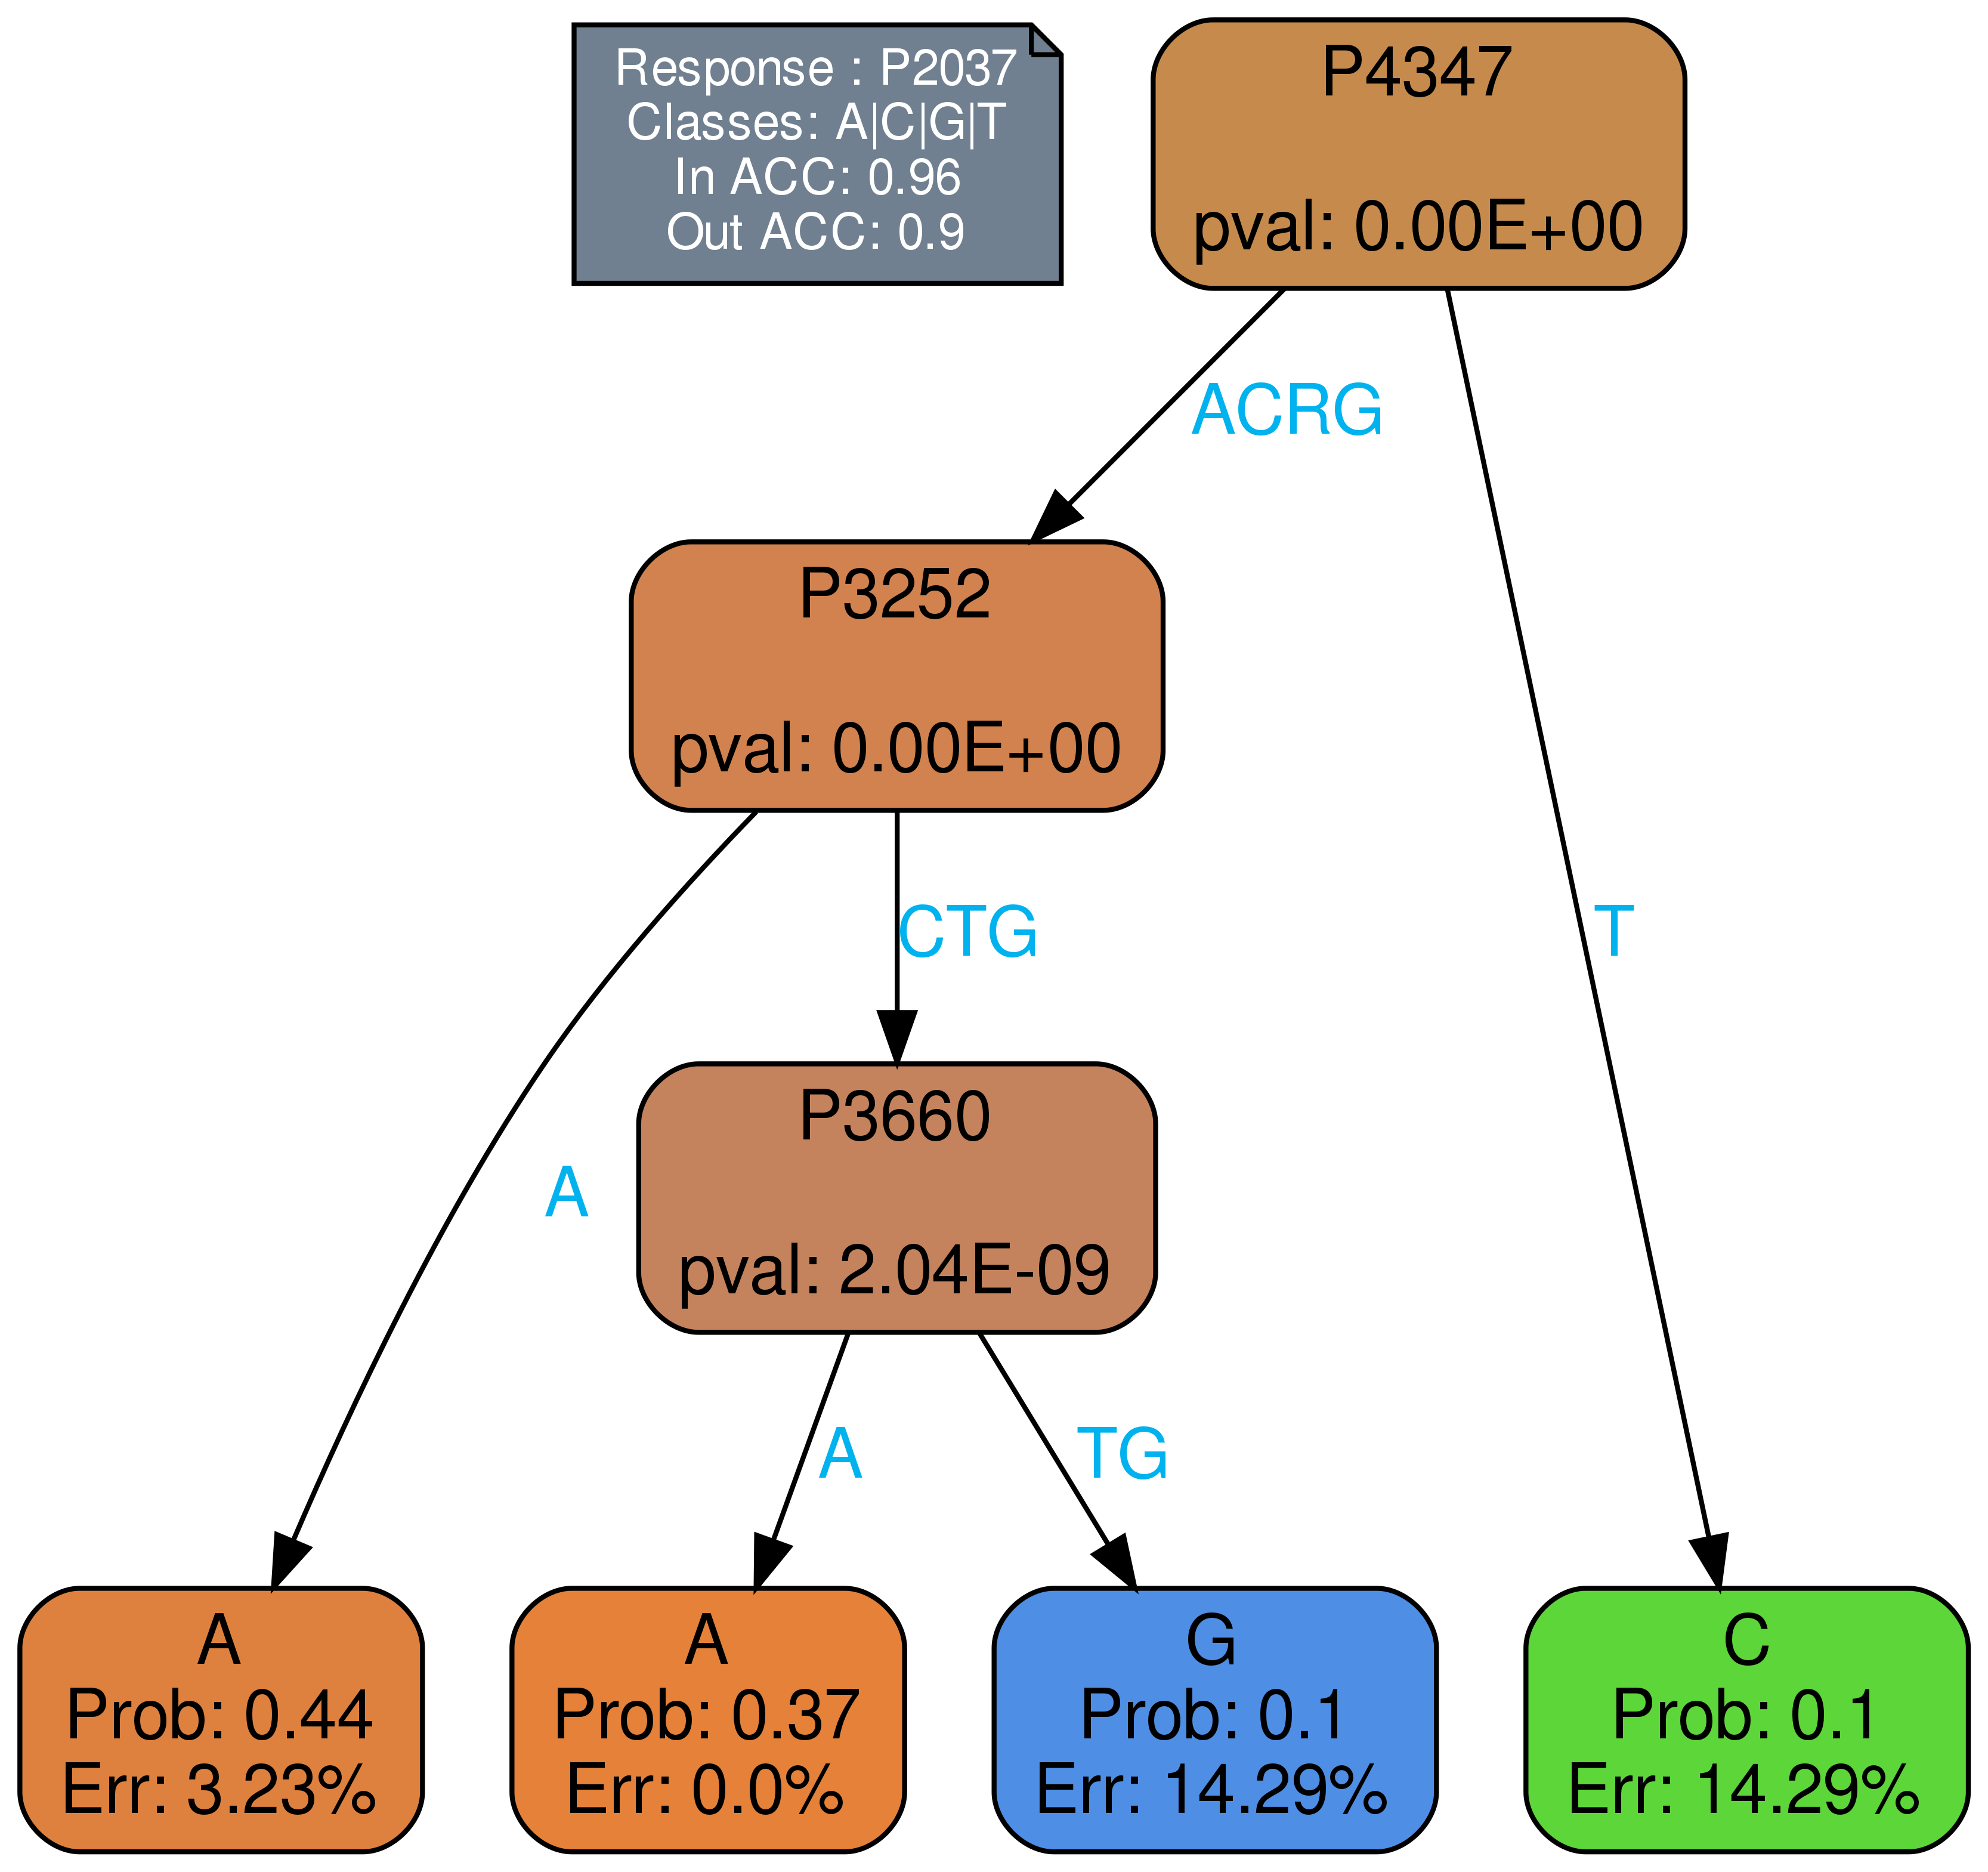 Response : P2037
Classes: A|C|G|T
In ACC: 0.96
Out ACC: 0.9
P4347
pval: 0.00E+00
ACRG
P3252
pval: 0.00E+00
CTG
T
P3660
pval: 2.04E-09
A
A
TG
A
Prob: 0.44
Err: 3.23%
A
Prob: 0.37
Err: 0.0%
G
Prob: 0.1
Err: 14.29%
C
Prob: 0.1
Err: 14.29%